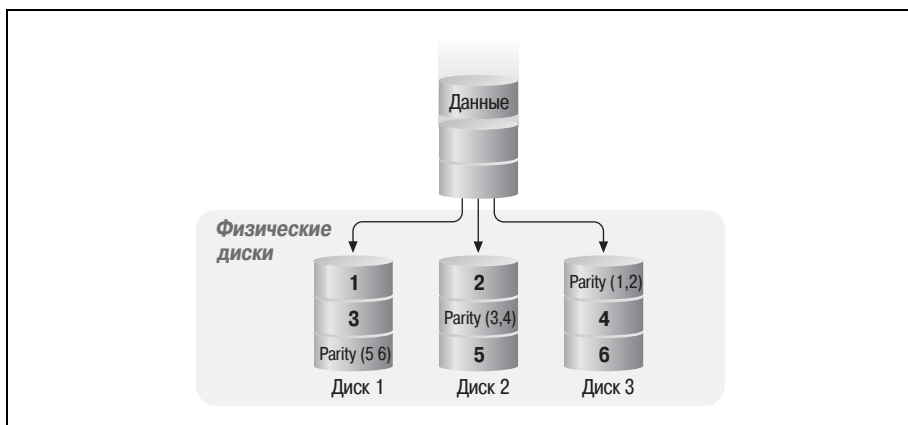 Данные
Физические
диски
1
3
Parity (5 6)
Диск 1
2
Parity (3,4)
5
Диск 2
Parity (1,2)
4
6
Диск 3